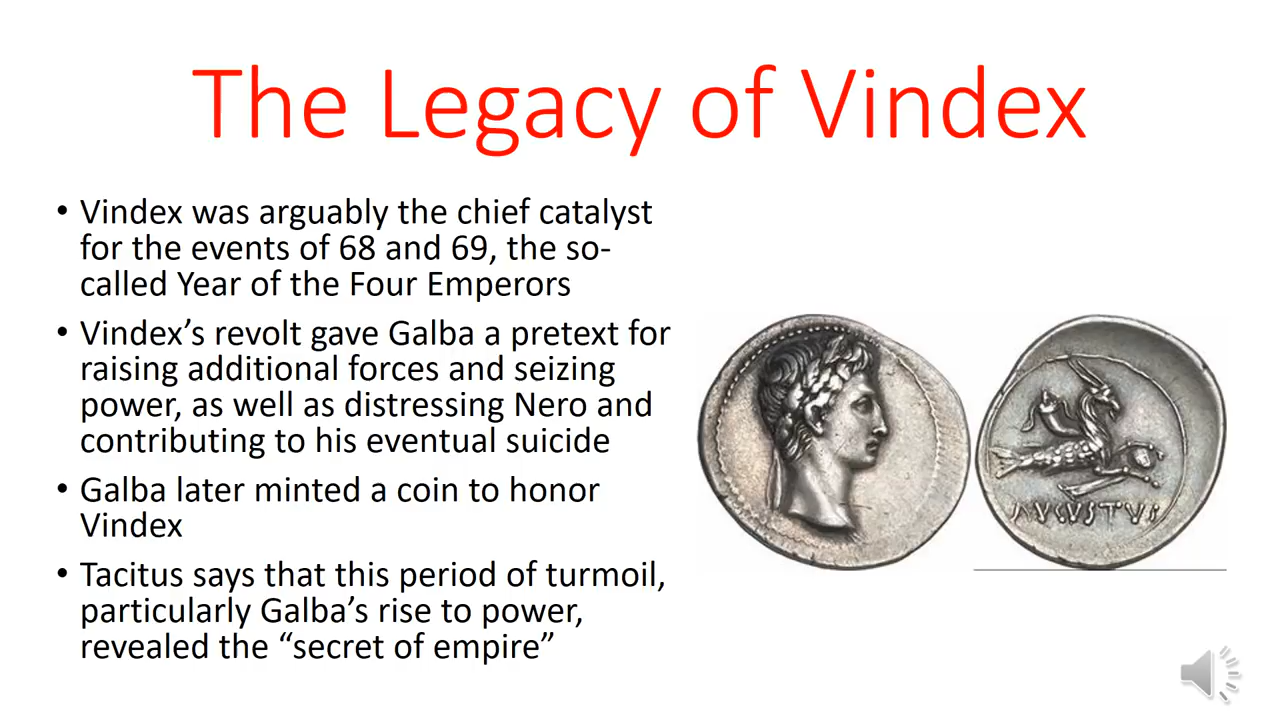 The Legacy of Vindex
• Vindex was arguably the chief catalyst
for the events of 68 and 69, the so-
called Year of the Four Emperors
• Vindex’s revolt gave Galba a pretext for
raising additional forces and seizing
power, as well as distressing Nero and
contributing to his eventual suicide
• Galba later minted a coin to honor
Vindex
• Tacitus says that this period of turmoil,
particularly Galba’s rise to power,
revealed the “secret of empire”
AVGVSTVS